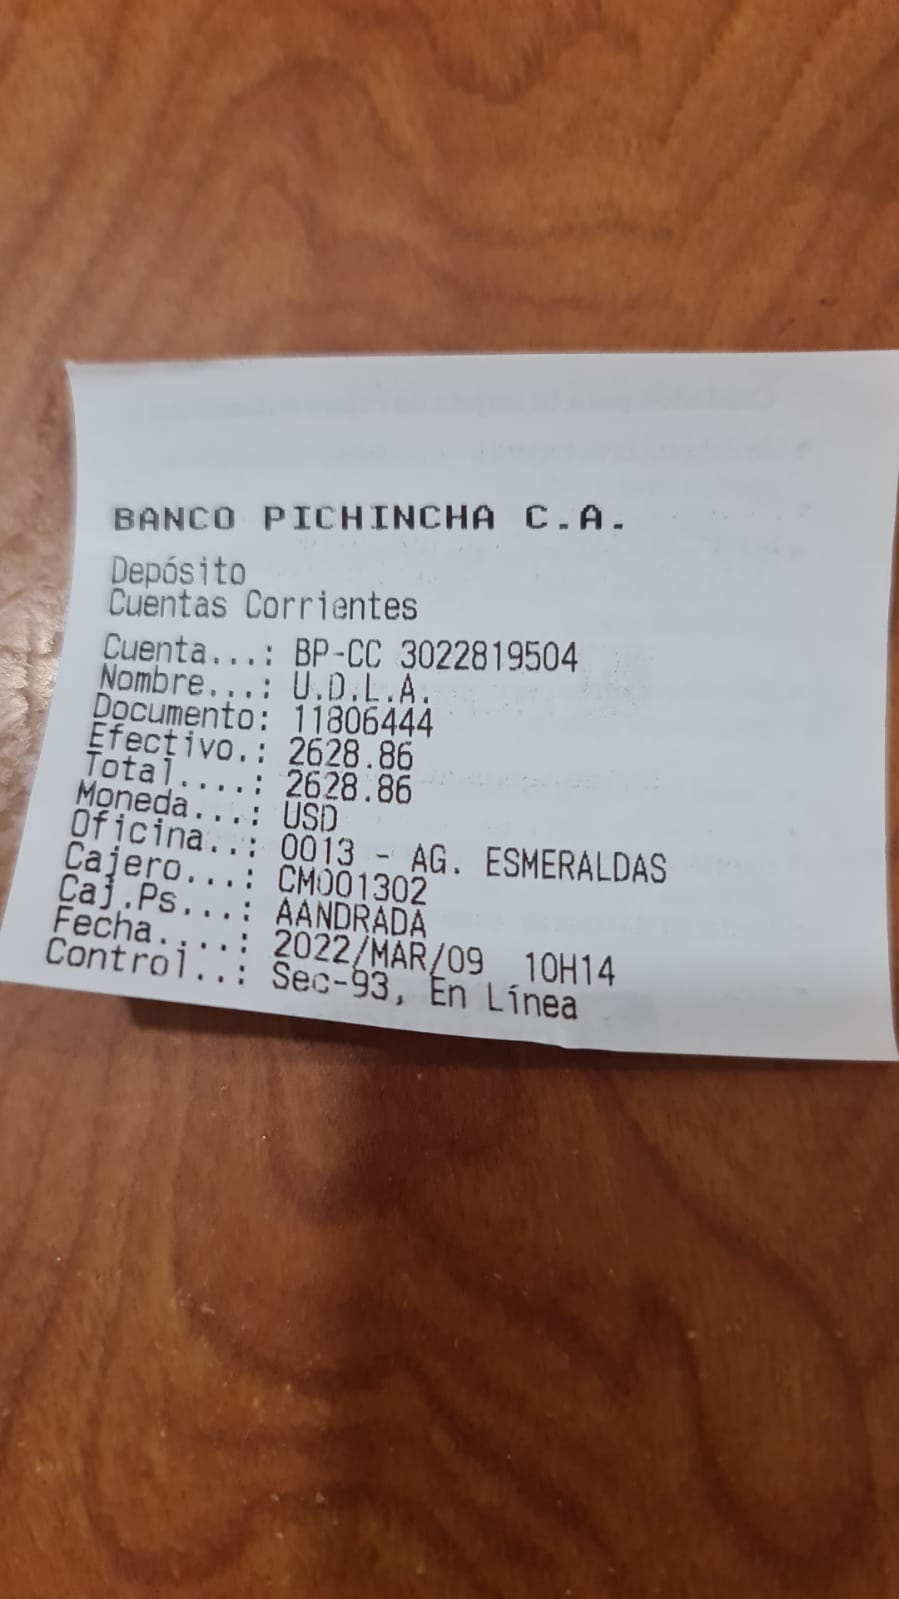 BANCO PICHINCHA C.A.
Depósito
Cuentas Corrientes
Cuenta...: BP-CC 3022819504
Nombre...: U.D.L.A.
Documento: 11806444
Efectivo.: 2628.86
Total....: 2628.86
Moneda...: USD
Oficina..: 0013 - AG. ESMERALDAS
Cajero...: CM001302
Caj.Ps...: AANDRADA
Fecha....: 2022/MAR/09 10H14
Control..: Sec-93, En Línea